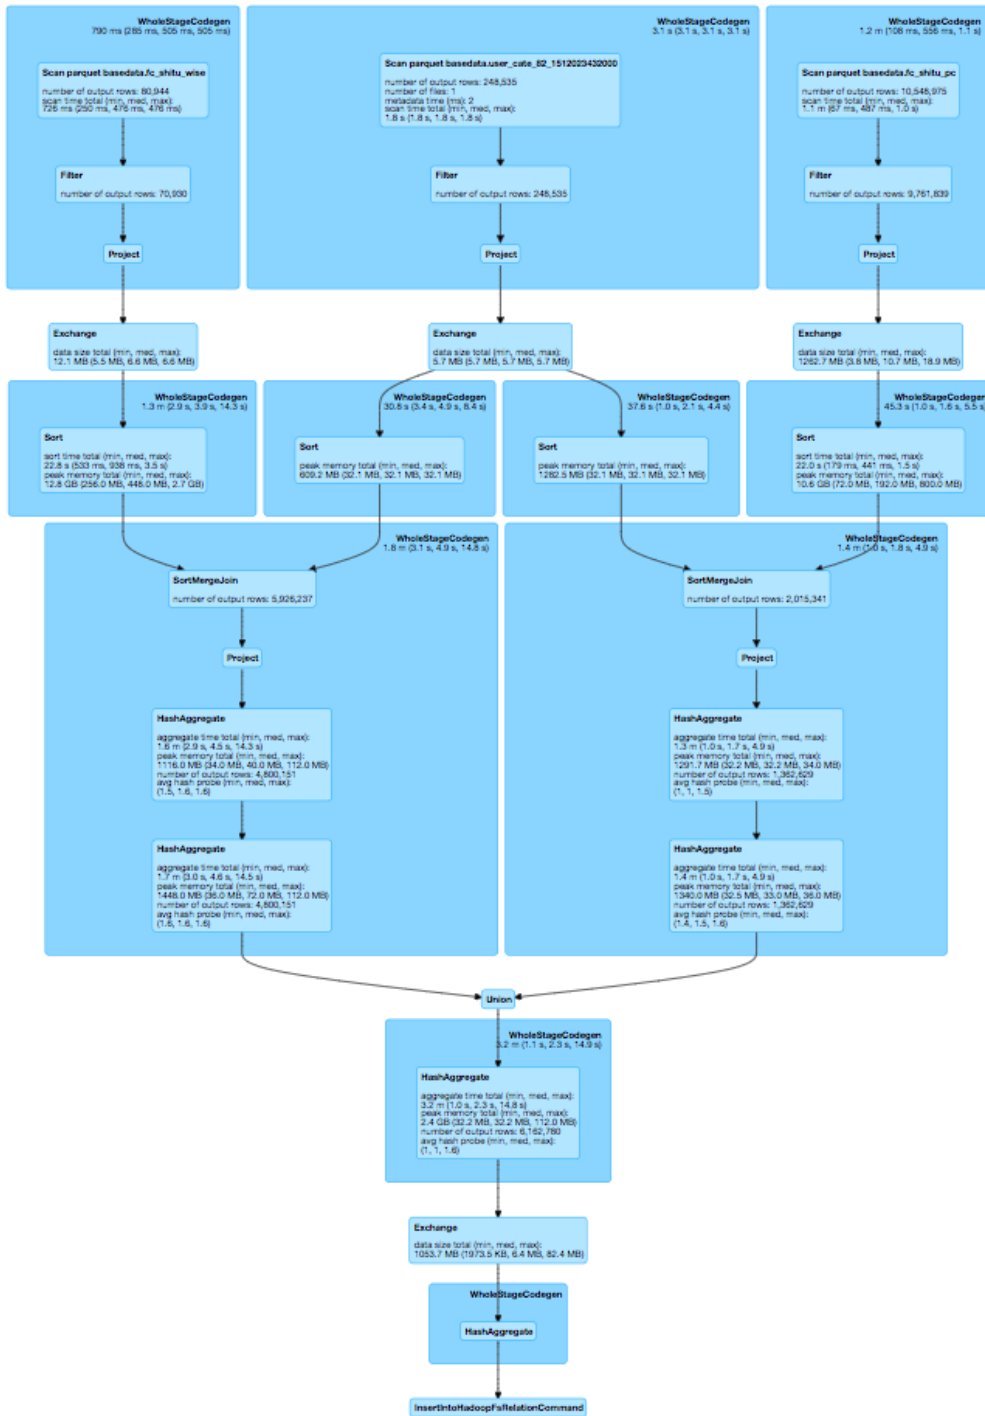 WholeStageCodegen
790 ms (285 ms, 505 ms, 505 ms)
Scan parquet basedata.fc_shitu_wise
number of output rows: 80,944
scan time total (min, med, max):
726 ms (250 ms, 476 ms, 476 ms)
Filter
number of output rows: 70,930
Project
WholeStageCodegen
3.1 s (3.1 s, 3.1 s, 3.1 s)
Scan parquet basedata.user_cate_82_1512023432000
number of output rows: 248,535
number of files: 1
metadata time (ms): 2
scan time total (min, med, max):
1.8 s (1.8 s, 1.8 s, 1.8 s)
Filter
number of output rows: 248,535
Project
WholeStageCodegen
1.2 m (106 ms, 556 ms, 1.1 s)
Scan parquet basedata.fc_shitu_pc
number of output rows: 10,548,975
scan time total (min, med, max):
1.1 m (67 ms, 487 ms, 1.0 s)
Filter
number of output rows: 9,761,839
Project
Exchange
data size total (min, med, max):
12.1 MB (5.5 MB, 6.6 MB, 6.6 MB)
Exchange
data size total (min, med, max):
5.7 MB (5.7 MB, 5.7 MB, 5.7 MB)
Exchange
data size total (min, med, max):
1262.7 MB (3.8 MB, 10.7 MB, 18.9 MB)
WholeStageCodegen
1.3 m (2.9 s, 3.9 s, 14.3 s)
Sort
sort time total (min, med, max):
22.8 s (533 ms, 938 ms, 3.5 s)
peak memory total (min, med, max):
12.8 GB (256.0 MB, 448.0 MB, 2.7 GB)
WholeStageCodegen
30.8 s (3.4 s, 4.9 s, 8.4 s)
Sort
peak memory total (min, med, max):
609.2 MB (32.1 MB, 32.1 MB, 32.1 MB)
WholeStageCodegen
37.6 s (1.0 s, 2.1 s, 4.4 s)
Sort
peak memory total (min, med, max):
1282.5 MB (32.1 MB, 32.1 MB, 32.1 MB)
WholeStageCodegen
45.3 s (1.0 s, 1.6 s, 5.5 s)
Sort
sort time total (min, med, max):
22.0 s (179 ms, 441 ms, 1.5 s)
peak memory total (min, med, max):
10.6 GB (72.0 MB, 192.0 MB, 800.0 MB)
WholeStageCodegen
1.8 m (3.1 s, 4.9 s, 14.8 s)
SortMergeJoin
number of output rows: 5,926,237
Project
HashAggregate
aggregate time total (min, med, max):
1.6 m (2.9 s, 4.5 s, 14.3 s)
peak memory total (min, med, max):
1116.0 MB (34.0 MB, 40.0 MB, 112.0 MB)
number of output rows: 4,800,151
avg hash probe (min, med, max):
(1.5, 1.6, 1.6)
HashAggregate
aggregate time total (min, med, max):
1.7 m (3.0 s, 4.6 s, 14.5 s)
peak memory total (min, med, max):
1448.0 MB (36.0 MB, 72.0 MB, 112.0 MB)
number of output rows: 4,800,151
avg hash probe (min, med, max):
(1.6, 1.6, 1.6)
WholeStageCodegen
1.4 m (1.0 s, 1.8 s, 4.9 s)
SortMergeJoin
number of output rows: 2,015,341
Project
HashAggregate
aggregate time total (min, med, max):
1.3 m (1.0 s, 1.7 s, 4.9 s)
peak memory total (min, med, max):
1291.7 MB (32.2 MB, 32.2 MB, 34.0 MB)
number of output rows: 1,362,629
avg hash probe (min, med, max):
(1, 1, 1.5)
HashAggregate
aggregate time total (min, med, max):
1.4 m (1.0 s, 1.7 s, 4.9 s)
peak memory total (min, med, max):
1340.0 MB (32.5 MB, 33.0 MB, 36.0 MB)
number of output rows: 1,362,629
avg hash probe (min, med, max):
(1.4, 1.5, 1.6)
Union
WholeStageCodegen
3.2 m (1.1 s, 2.3 s, 14.9 s)
HashAggregate
aggregate time total (min, med, max):
3.2 m (1.0 s, 2.3 s, 14.8 s)
peak memory total (min, med, max):
2.4 GB (32.2 MB, 32.2 MB, 112.0 MB)
number of output rows: 6,162,780
avg hash probe (min, med, max):
(1, 1, 1.6)
Exchange
data size total (min, med, max):
1053.7 MB (1973.5 KB, 6.4 MB, 82.4 MB)
WholeStageCodegen
HashAggregate
InsertIntoHadoopFsRelationCommand